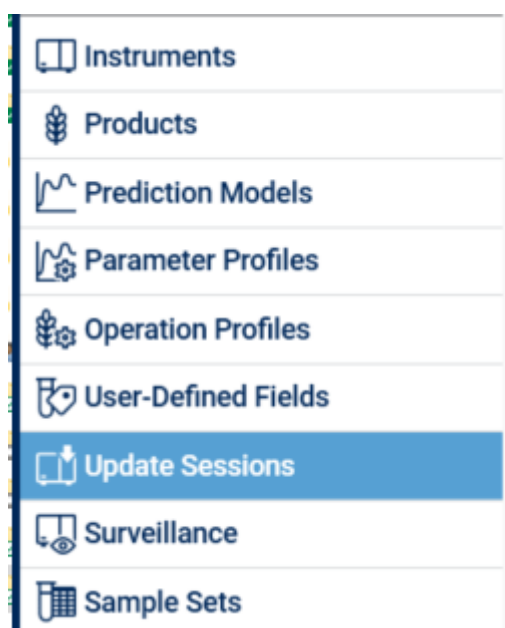 Instruments
Products
Prediction Models
Parameter Profiles
Operation Profiles
User-Defined Fields
Update Sessions
Surveillance
Sample Sets